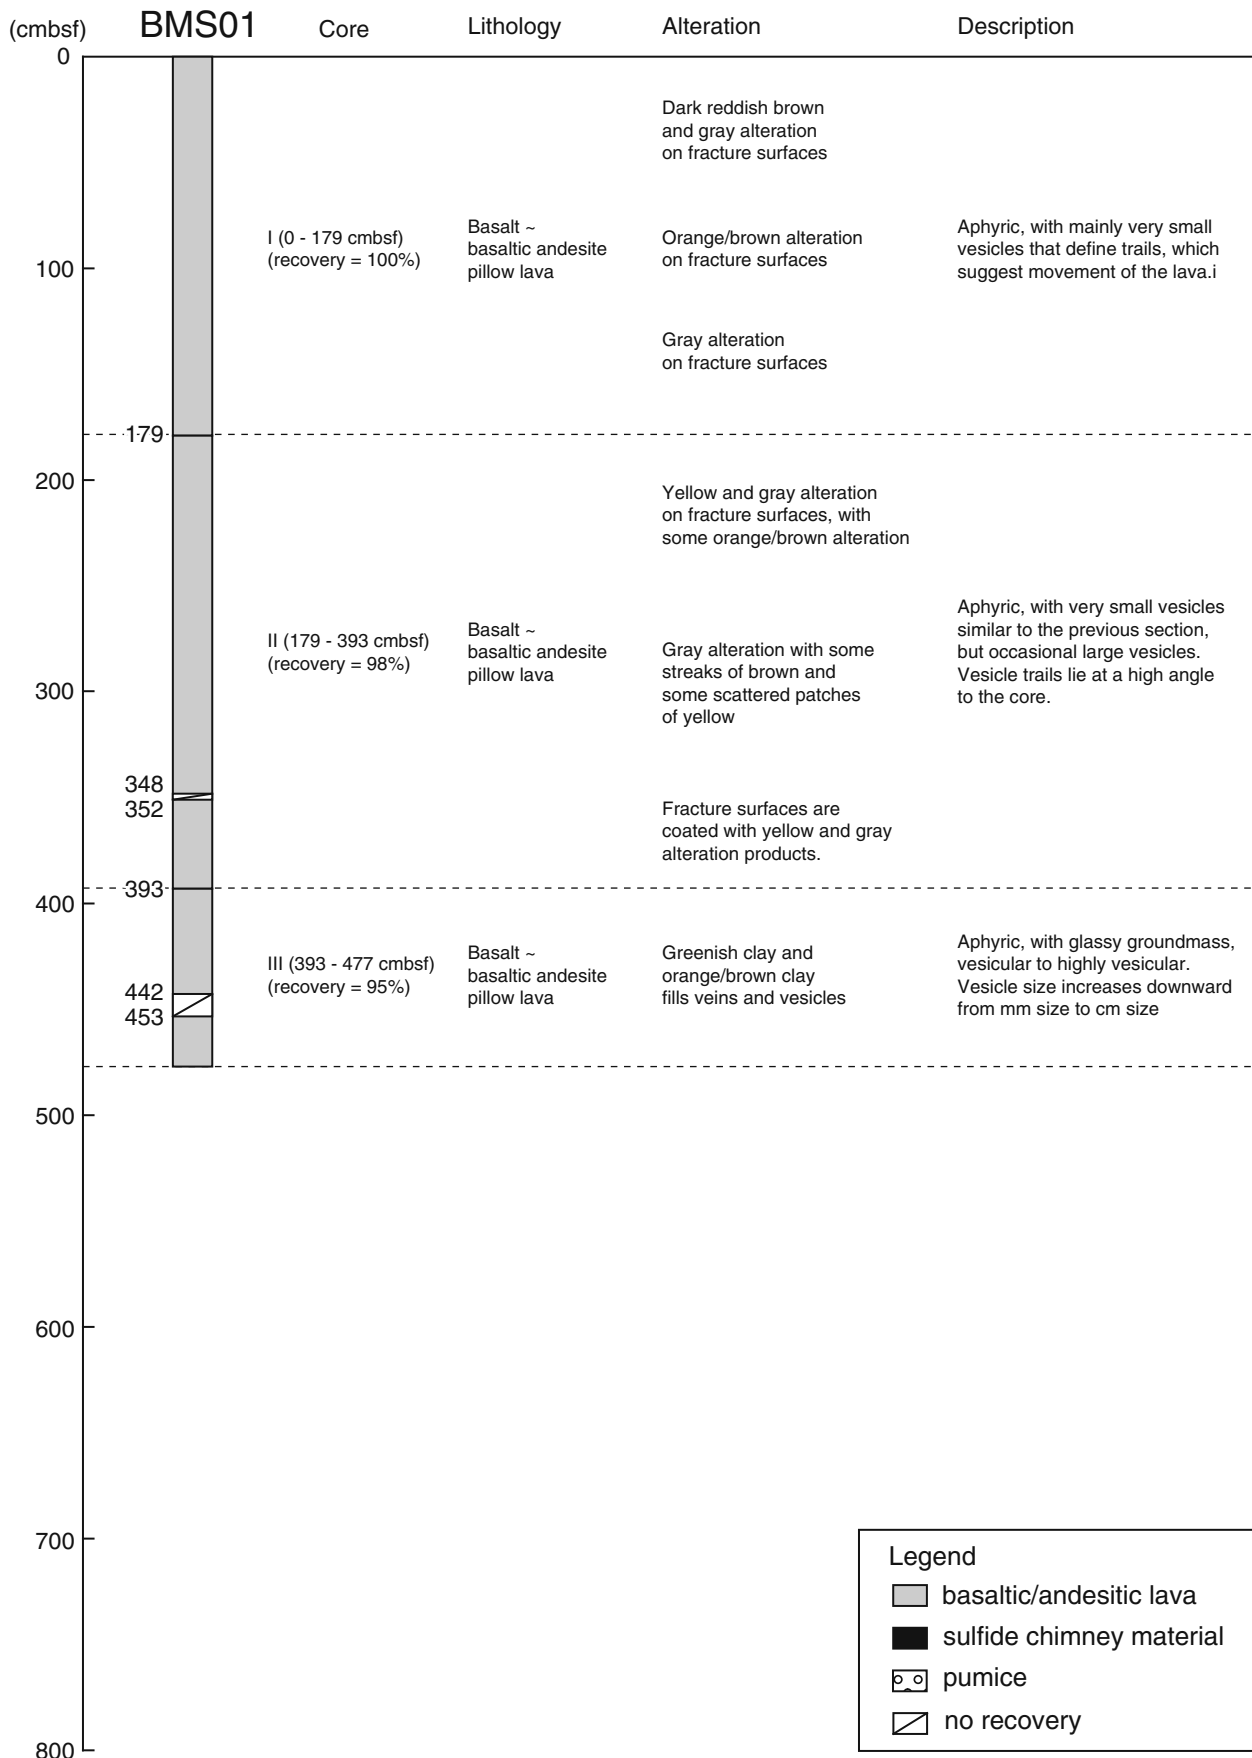 (cmbsf) BMS01 Core Lithology Alteration Description
0
Dark reddish brown
and gray alteration
on fracture surfaces
I (0 - 179 cmbsf)
(recovery = 100%)
Basalt ~
basaltic andesite
pillow lava
Orange/brown alteration
on fracture surfaces
Aphyric, with mainly very small
vesicles that define trails, which
suggest movement of the lava.i
100
Gray alteration
on fracture surfaces
179
200
Yellow and gray alteration
on fracture surfaces, with
some orange/brown alteration
II (179 - 393 cmbsf)
(recovery = 98%)
Basalt ~
basaltic andesite
pillow lava
Gray alteration with some
streaks of brown and
some scattered patches
of yellow
Aphyric, with very small vesicles
similar to the previous section,
but occasional large vesicles.
Vesicle trails lie at a high angle
to the core.
300
348
352
Fracture surfaces are
coated with yellow and gray
alteration products.
393
400
III (393 - 477 cmbsf)
(recovery = 95%)
Basalt ~
basaltic andesite
pillow lava
Greenish clay and
orange/brown clay
fills veins and vesicles
Aphyric, with glassy groundmass,
vesicular to highly vesicular.
Vesicle size increases downward
from mm size to cm size
442
453
500
600
700
800
Legend
basaltic/andesitic lava
sulfide chimney material
pumice
no recovery